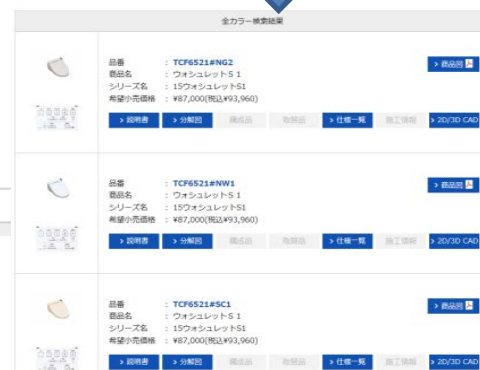 全カラー検索結果
品番 : TCF6521#NG2
商品名 : ウォシュレットS 1
シリーズ名 : 15ウォシュレットS1
希望小売価格 : ¥87,000(税込¥93,960)
> 商品図
> 説明書 > 分解図 構成品 取替品 > 仕様一覧 施工情報 > 2D/3D CAD
品番 : TCF6521#NW1
商品名 : ウォシュレットS 1
シリーズ名 : 15ウォシュレットS1
希望小売価格 : ¥87,000(税込¥93,960)
> 商品図
> 説明書 > 分解図 構成品 取替品 > 仕様一覧 施工情報 > 2D/3D CAD
品番 : TCF6521#SC1
商品名 : ウォシュレットS 1
シリーズ名 : 15ウォシュレットS1
希望小売価格 : ¥87,000(税込¥93,960)
> 商品図
> 説明書 > 分解図 構成品 取替品 > 仕様一覧 施工情報 > 2D/3D CAD